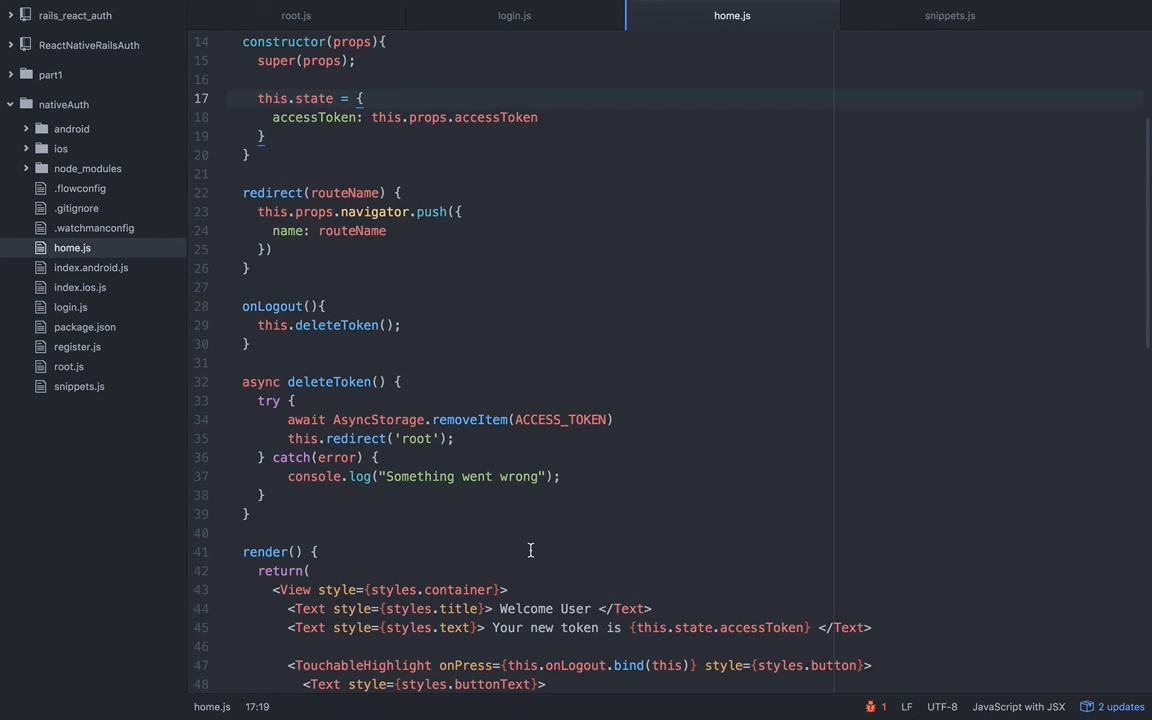 rails_react_auth
ReactNativeRailsAuth
part1
nativeAuth
android
ios
node_modules
.flowconfig
.gitignore
.watchmanconfig
home.js
index.android.js
index.ios.js
login.js
package.json
register.js
root.js
snippets.js
root.js login.js home.js snippets.js
14 constructor(props){
15 super(props);
16
17 this.state = {
18 accessToken: this.props.accessToken
19 }
20 }
21
22 redirect(routeName) {
23 this.props.navigator.push({
24 name: routeName
25 })
26 }
27
28 onLogout(){
29 this.deleteToken();
30 }
31
32 async deleteToken() {
33 try {
34 await AsyncStorage.removeItem(ACCESS_TOKEN)
35 this.redirect('root');
36 } catch(error) {
37 console.log("Something went wrong");
38 }
39 }
40
41 render() {
42 return(
43 <View style={styles.container}>
44 <Text style={styles.title}> Welcome User </Text>
45 <Text style={styles.text}> Your new token is {this.state.accessToken} </Text>
46
47 <TouchableHighlight onPress={this.onLogout.bind(this)} style={styles.button}>
48 <Text style={styles.buttonText}>
home.js 17:19 1 LF UTF-8 JavaScript with JSX 2 updates